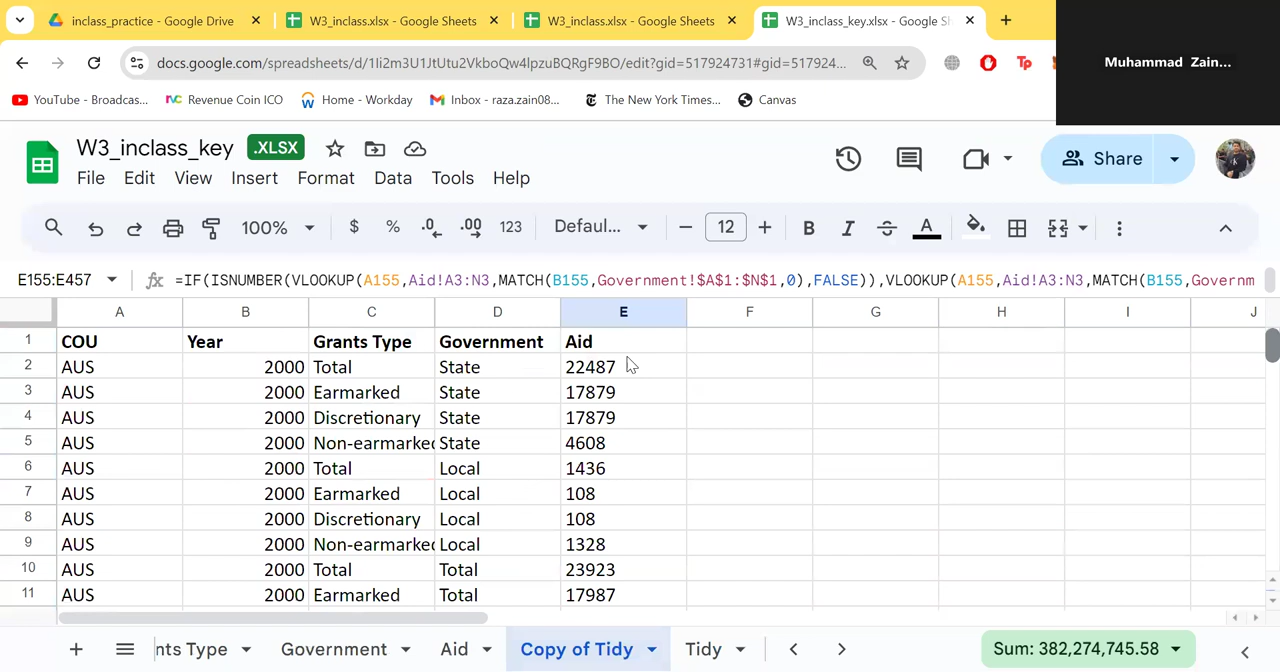 inclass_practice - Google Drive
W3_inclass.xlsx - Google Sheets
W3_inclass.xlsx - Google Sheets
W3_inclass_key.xlsx - Google Sh
docs.google.com/spreadsheets/d/1Ii2m3U1JtUtu2VkboQw4lpzuBQRgF9BO/edit?gid=517924731#gid=517924...
Muhammad Zain...
YouTube - Broadcas...
Revenue Coin ICO
Home - Workday
Inbox - raza.zain08...
The New York Times...
Canvas
W3_inclass_key
.XLSX
File Edit View Insert Format Data Tools Help
Share
100% $ % .0 .00 123 Defaul... − 12 + B I S A
E155:E457
=IF(ISNUMBER(VLOOKUP(A155,Aid!A3:N3,MATCH(B155,Government!$A$1:$N$1,0),FALSE)),VLOOKUP(A155,Aid!A3:N3,MATCH(B155,Governm
A B C D E F G H I J
1 COU Year Grants Type Government Aid
2 AUS 2000 Total State 22487
3 AUS 2000 Earmarked State 17879
4 AUS 2000 Discretionary State 17879
5 AUS 2000 Non-earmarked State 4608
6 AUS 2000 Total Local 1436
7 AUS 2000 Earmarked Local 108
8 AUS 2000 Discretionary Local 108
9 AUS 2000 Non-earmarked Local 1328
10 AUS 2000 Total Total 23923
11 AUS 2000 Earmarked Total 17987
nts Type Government Aid Copy of Tidy Tidy
Sum: 382,274,745.58